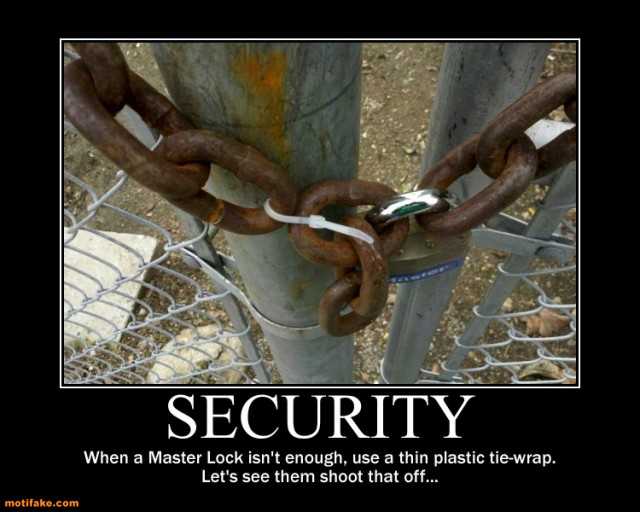 Master
SECURITY
When a Master Lock isn't enough, use a thin plastic tie-wrap.
Let's see them shoot that off...
motifake.com